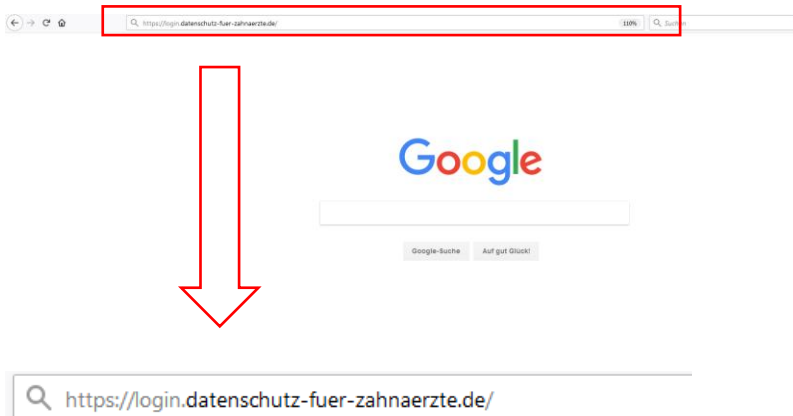 https://login.datenschutz-fuer-zahnaerzte.de/ 110% Suchen
Google
Google-Suche Auf gut Glück!
https://login.datenschutz-fuer-zahnaerzte.de/